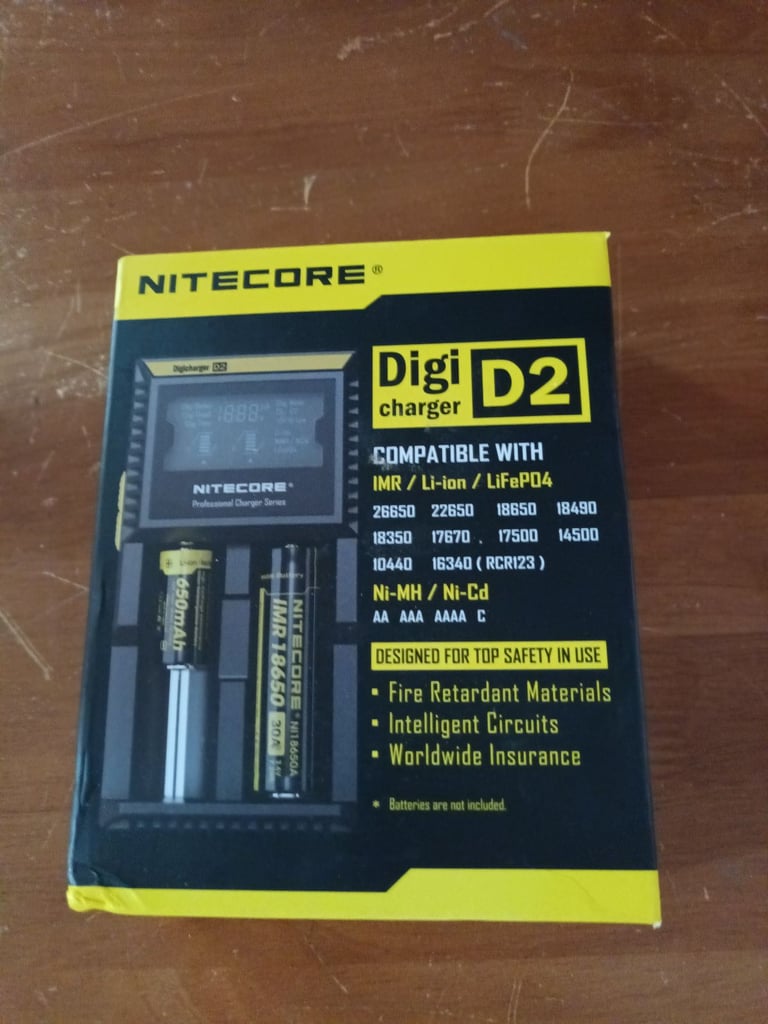 NITECORE®
Digicharger D2
NITECORE®
Professional Charger Series
650mAh
NITECORE® NI18650A
IMR 18650 30A
Digi
charger
D2
COMPATIBLE WITH
IMR / Li-ion / LiFePO4
26650 22650 18650 18490
18350 17670 17500 14500
10440 16340 ( RCR123 )
Ni-MH / Ni-Cd
AA AAA AAAA C
DESIGNED FOR TOP SAFETY IN USE
• Fire Retardant Materials
• Intelligent Circuits
• Worldwide Insurance
* Batteries are not included.